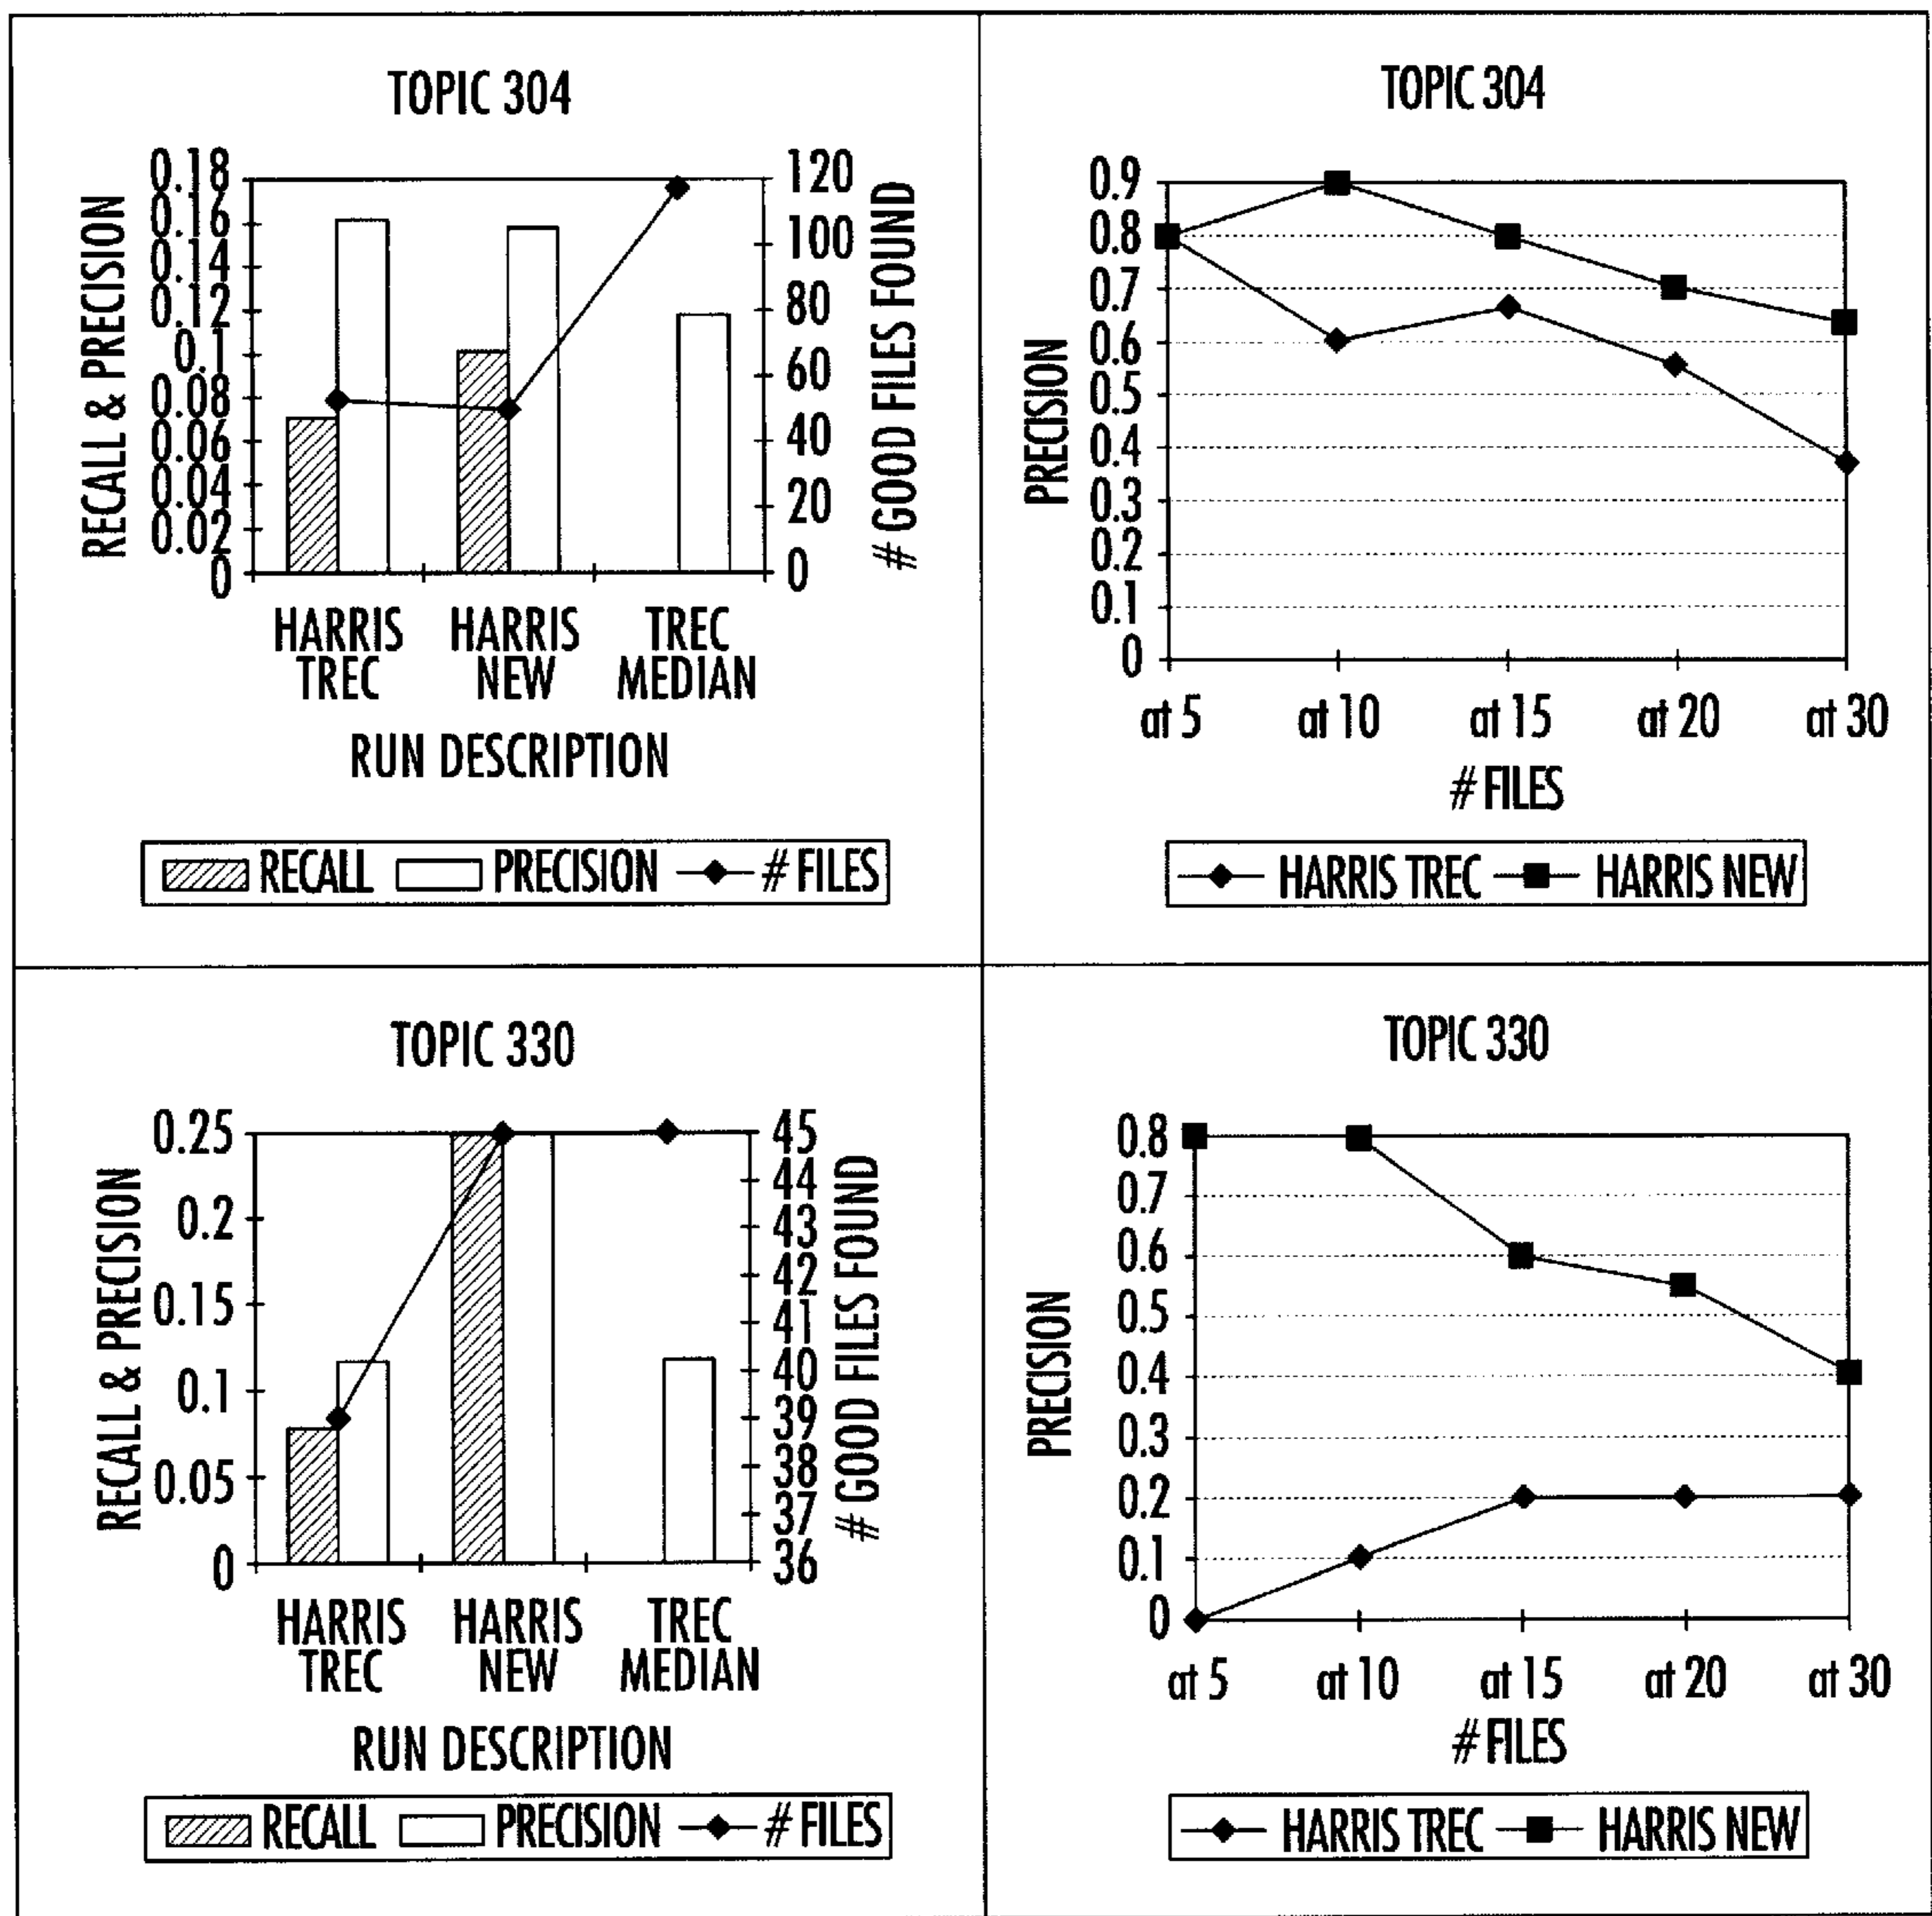 TOPIC 304
RECALL & PRECISION
0.18
0.16
0.14
0.12
0.1
0.08
0.06
0.04
0.02
0
120
100
80
60
40
20
0
# GOOD FILES FOUND
HARRIS TREC
HARRIS NEW
TREC MEDIAN
RUN DESCRIPTION
RECALL PRECISION # FILES
TOPIC 304
PRECISION
0.9
0.8
0.7
0.6
0.5
0.4
0.3
0.2
0.1
0
at 5 at 10 at 15 at 20 at 30
# FILES
HARRIS TREC HARRIS NEW
TOPIC 330
RECALL & PRECISION
0.25
0.2
0.15
0.1
0.05
0
45
44
43
42
41
40
39
38
37
36
# GOOD FILES FOUND
HARRIS TREC
HARRIS NEW
TREC MEDIAN
RUN DESCRIPTION
RECALL PRECISION # FILES
TOPIC 330
PRECISION
0.8
0.7
0.6
0.5
0.4
0.3
0.2
0.1
0
at 5 at 10 at 15 at 20 at 30
# FILES
HARRIS TREC HARRIS NEW